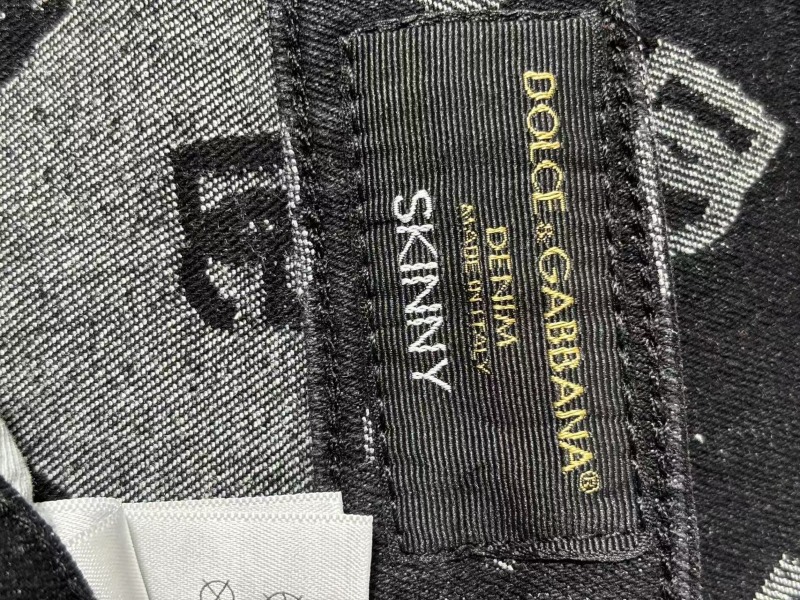 DOLCE & GABBANA®
DENIM
MADE IN ITALY
SKINNY